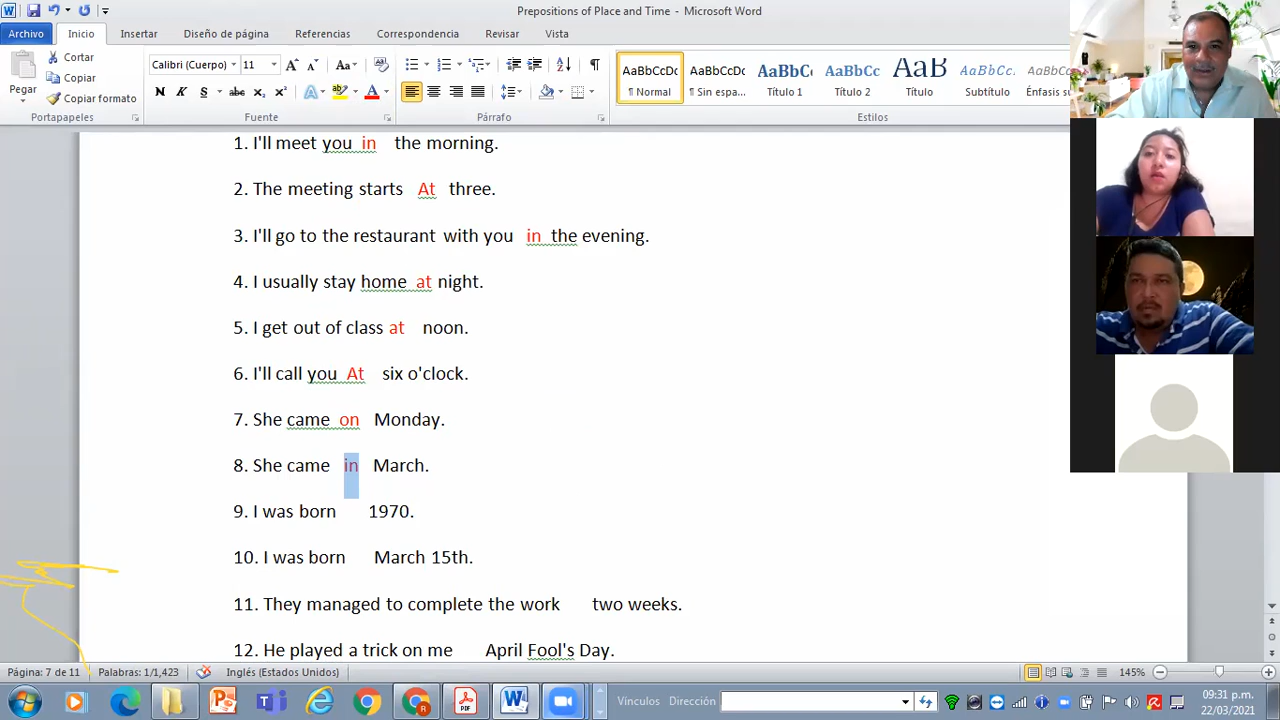 Prepositions of Place and Time - Microsoft Word
Archivo Inicio Insertar Diseño de página Referencias Correspondencia Revisar Vista
Cortar
Copiar
Copiar formato
Pegar
Portapapeles
Calibri (Cuerpo) 11
Fuente
Párrafo
AaBbCcDc AaBbCcDc AaBbC AaBbCc AaB AaBbCc. AaBbCcDc
¶ Normal ¶ Sin espa... Título 1 Título 2 Título Subtítulo Énfasis
Estilos
1. I'll meet you in the morning.
2. The meeting starts At three.
3. I'll go to the restaurant with you in the evening.
4. I usually stay home at night.
5. I get out of class at noon.
6. I'll call you At six o'clock.
7. She came on Monday.
8. She came in March.
9. I was born 1970.
10. I was born March 15th.
11. They managed to complete the work two weeks.
12. He played a trick on me April Fool's Day.
Página: 7 de 11 Palabras: 1/1,423 Inglés (Estados Unidos) 145%
Vínculos Dirección
09:31 p.m.
22/03/2021